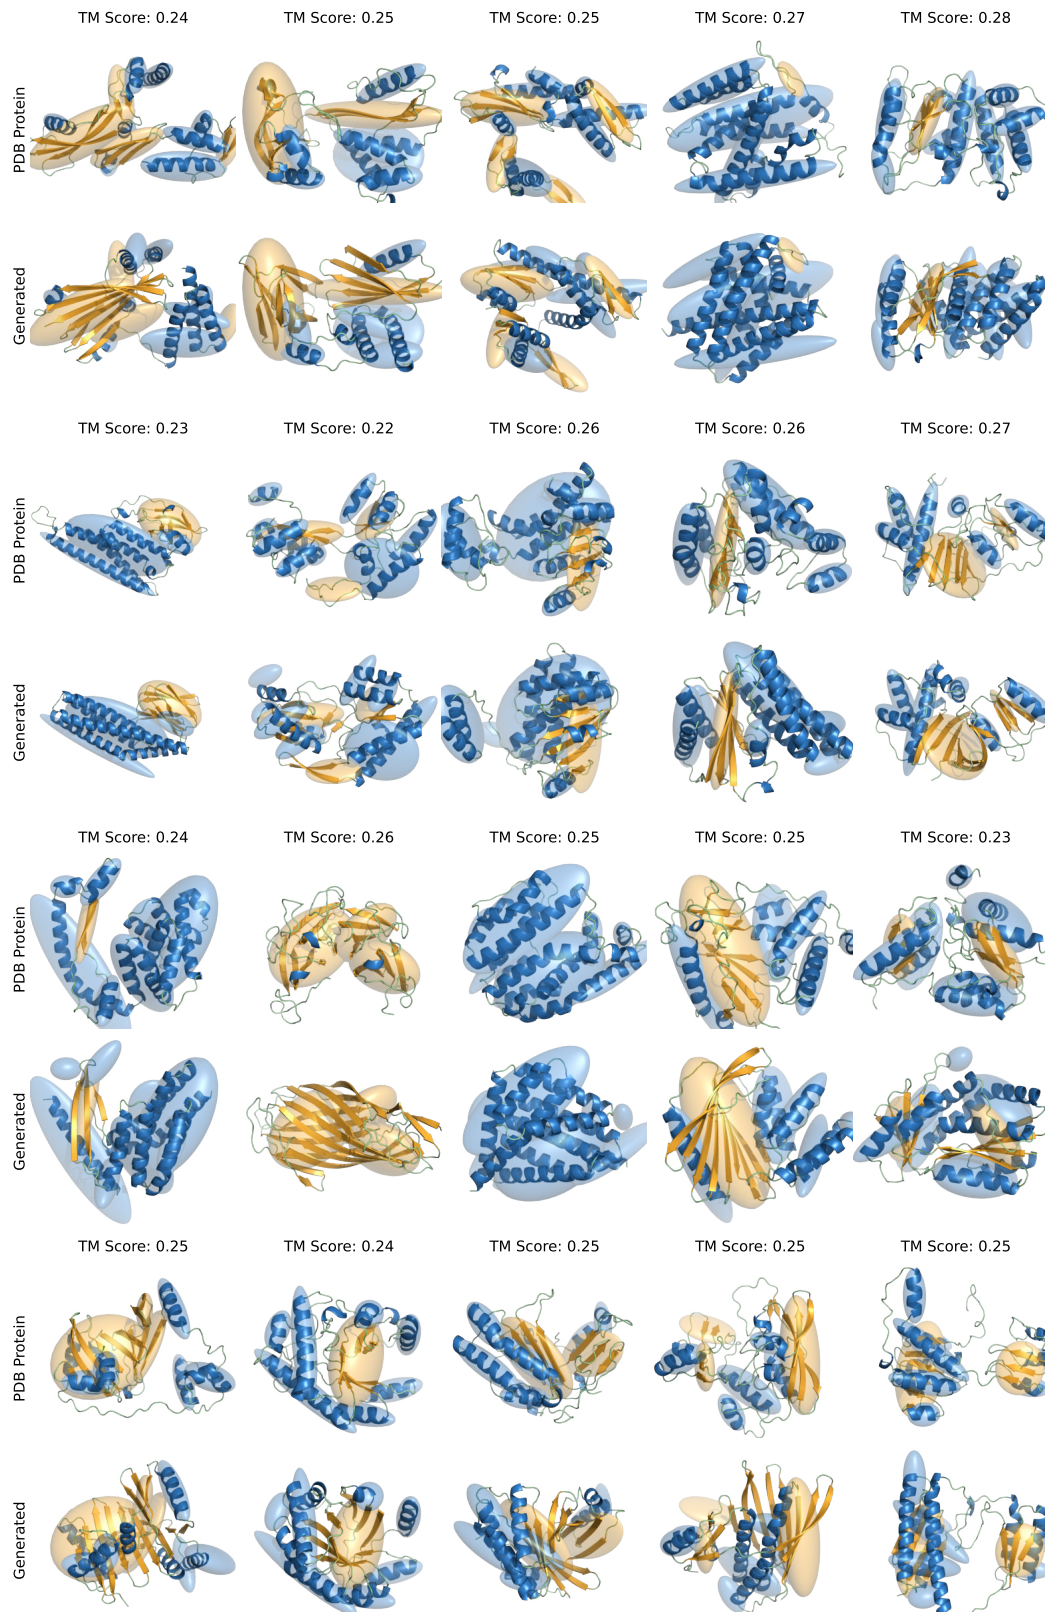 TM Score: 0.24 TM Score: 0.25 TM Score: 0.25 TM Score: 0.27 TM Score: 0.28
PDB Protein
Generated
TM Score: 0.23 TM Score: 0.22 TM Score: 0.26 TM Score: 0.26 TM Score: 0.27
PDB Protein
Generated
TM Score: 0.24 TM Score: 0.26 TM Score: 0.25 TM Score: 0.25 TM Score: 0.23
PDB Protein
Generated
TM Score: 0.25 TM Score: 0.24 TM Score: 0.25 TM Score: 0.25 TM Score: 0.25
PDB Protein
Generated